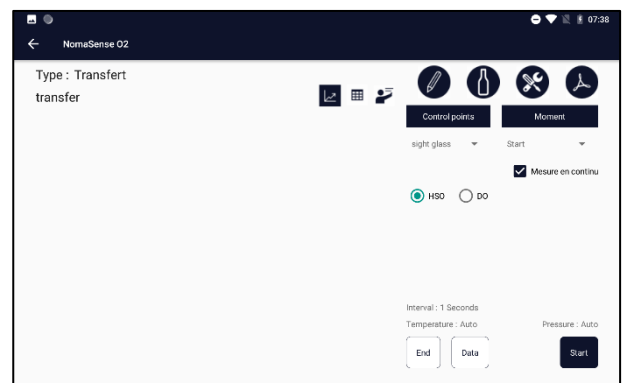 07:38
NomaSense O2
Type : Transfert
transfer
Control points
Moment
sight glass
Start
Mesure en continu
HSO
DO
Interval : 1 Seconds
Temperature : Auto
Pressure : Auto
End
Data
Start